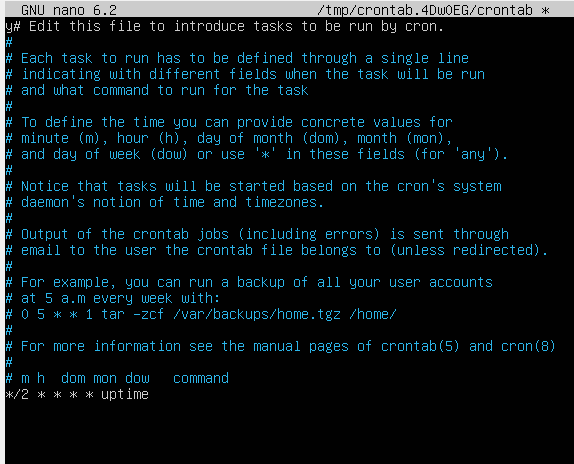 GNU nano 6.2 /tmp/crontab.4DwOEG/crontab *
y# Edit this file to introduce tasks to be run by cron.
#
# Each task to run has to be defined through a single line
# indicating with different fields when the task will be run
# and what command to run for the task
#
# To define the time you can provide concrete values for
# minute (m), hour (h), day of month (dom), month (mon),
# and day of week (dow) or use '*' in these fields (for 'any').
#
# Notice that tasks will be started based on the cron's system
# daemon's notion of time and timezones.
#
# Output of the crontab jobs (including errors) is sent through
# email to the user the crontab file belongs to (unless redirected).
#
# For example, you can run a backup of all your user accounts
# at 5 a.m every week with:
# 0 5 * * 1 tar -zcf /var/backups/home.tgz /home/
#
# For more information see the manual pages of crontab(5) and cron(8)
#
# m h  dom mon dow   command
*/2 * * * * uptime